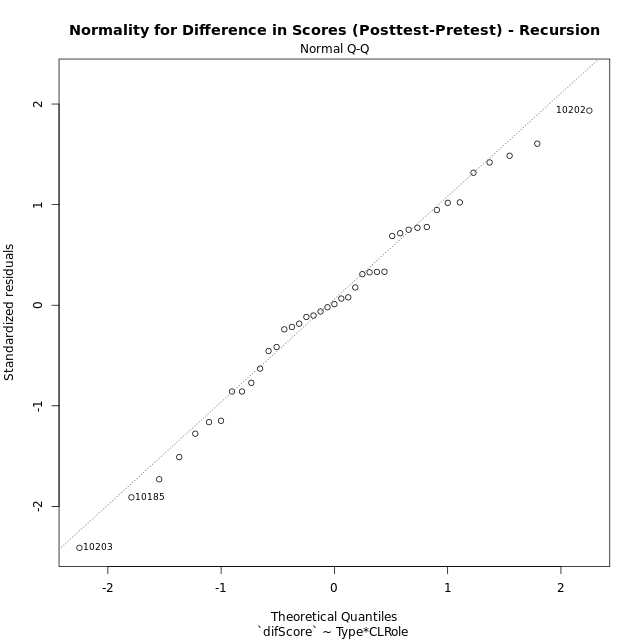 Normality for Difference in Scores (Posttest-Pretest) - Recursion
Normal Q-Q
Standardized residuals
2
1
0
-1
-2
10202
10185
10203
-2 -1 0 1 2
Theoretical Quantiles
`difScore` ~ Type*CLRole